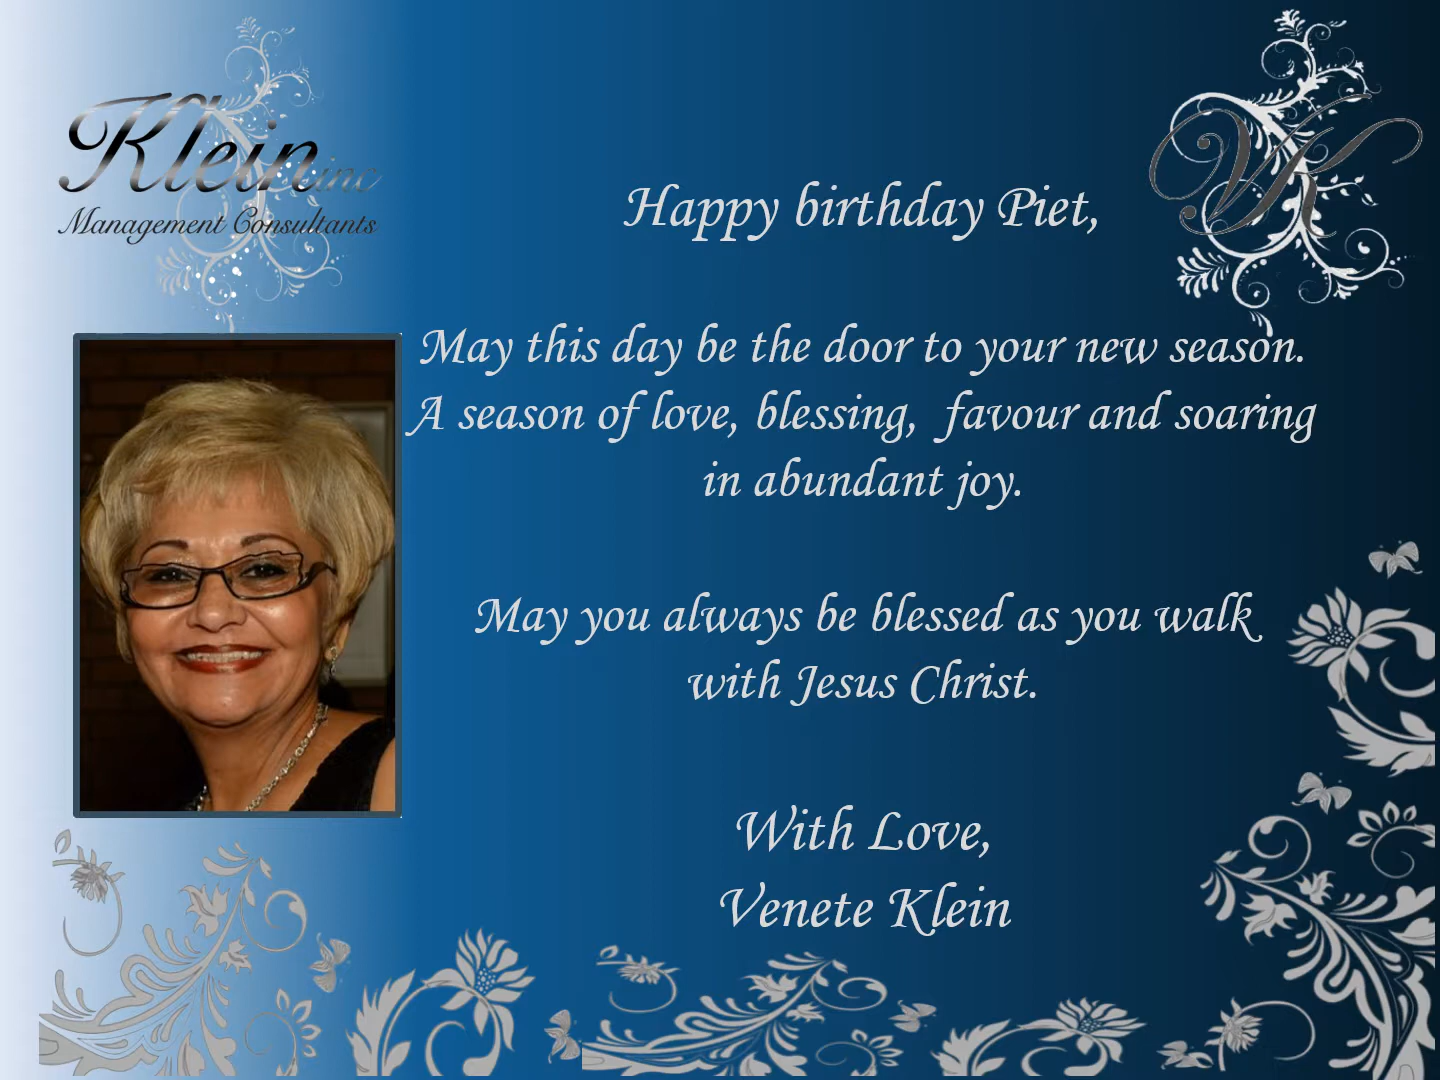 Klein inc
Management Consultants
VK
Happy birthday Piet,
May this day be the door to your new season.
A season of love, blessing, favour and soaring
in abundant joy.
May you always be blessed as you walk
with Jesus Christ.
With Love,
Venete Klein